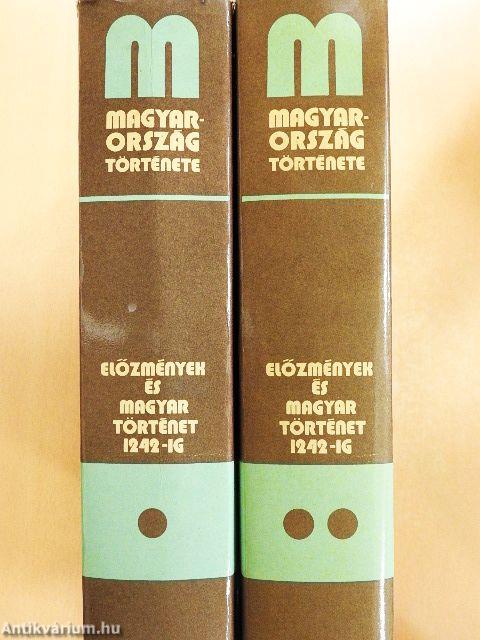 M
MAGYAR-
ORSZÁG
TÖRTÉNETE
ELŐZMÉNYEK
ÉS
MAGYAR
TÖRTÉNET
1242-IG
M
MAGYAR-
ORSZÁG
TÖRTÉNETE
ELŐZMÉNYEK
ÉS
MAGYAR
TÖRTÉNET
1242-IG
Antikvárium.hu